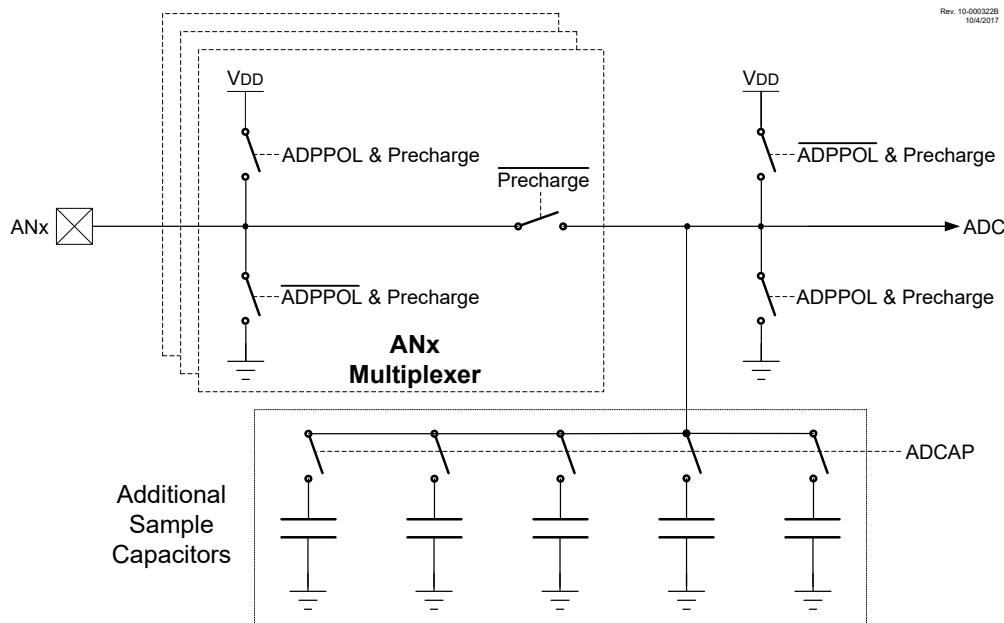 Rev. 10-000322B
10/4/2017
VDD
VDD
ADPPOL & Precharge
ADPPOL & Precharge
Precharge
ANx
ADC
ADPPOL & Precharge
ADPPOL & Precharge
ANx
Multiplexer
ADCAP
Additional
Sample
Capacitors